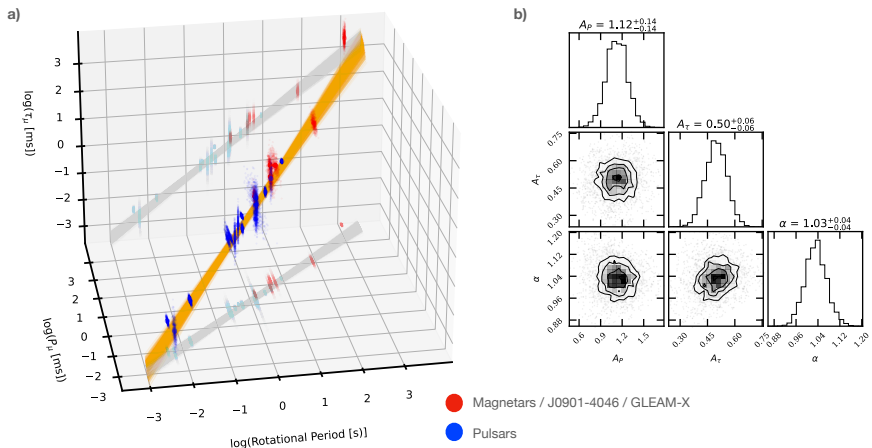 a)
log(τμ [ms])
3
2
1
0
−1
−2
−3
log(Pμ [ms])
3
2
1
0
−1
−2
−3
−3
−2
−1
0
1
2
3
log(Rotational Period [s])
Magnetars / J0901-4046 / GLEAM-X
Pulsars
b)
A_P = 1.12^{+0.14}_{−0.14}
A_τ = 0.50^{+0.06}_{−0.06}
α = 1.03^{+0.04}_{−0.04}
A_τ
0.75
0.60
0.45
0.30
α
1.20
1.12
1.04
0.96
0.88
0.6 0.9 1.2 1.5
A_P
0.30 0.45 0.60 0.75
A_τ
0.88 0.96 1.04 1.12 1.20
α